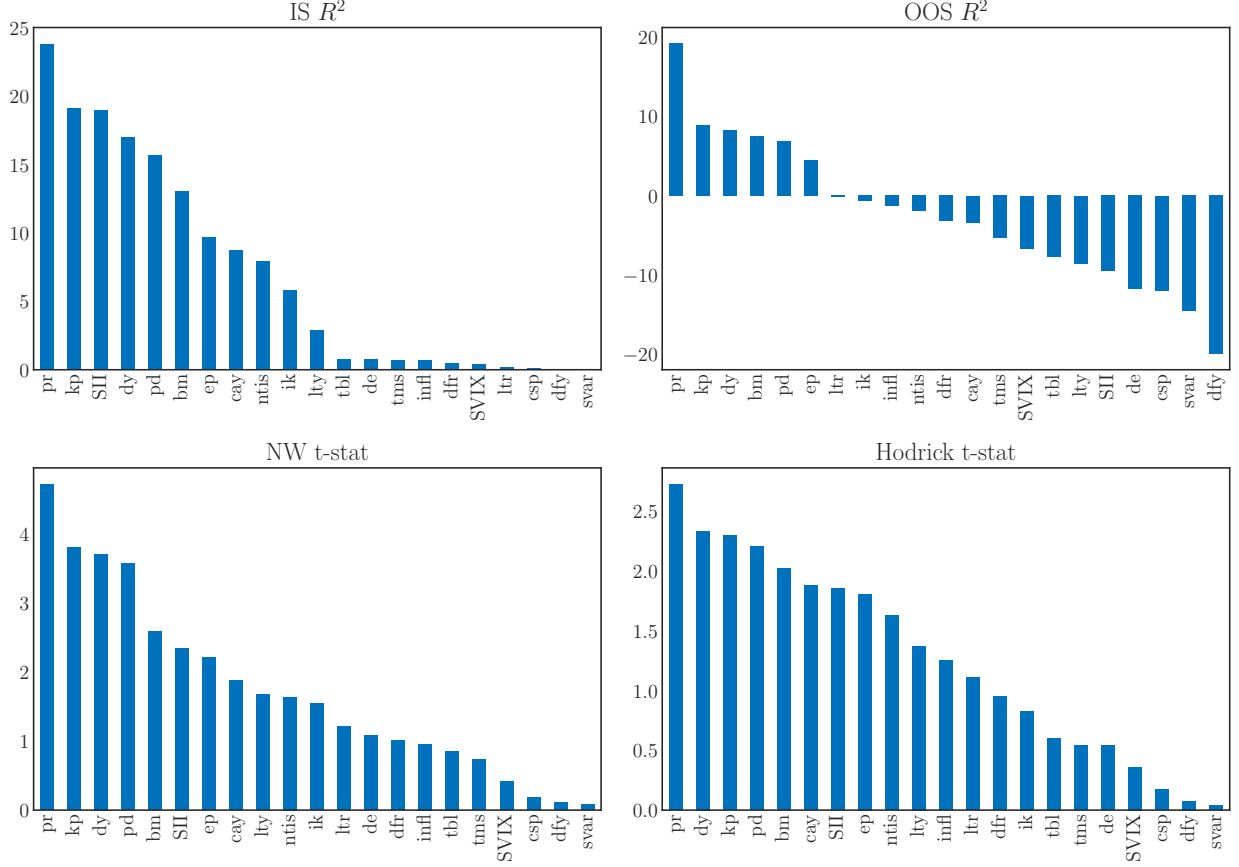 IS R²
25
20
15
10
5
0
pr kp SII dy pd bm ep cay ntis ik lty tbl de tms infl dfr SVIX ltr csp dfy svar
OOS R²
20
10
0
−10
−20
pr kp dy bm pd ep ltr ik infl ntis dfr cay tms SVIX tbl lty SII de csp svar dfy
NW t-stat
4
3
2
1
0
pr kp dy pd bm SII ep cay lty ntis ik ltr de dfr infl tbl tms SVIX csp dfy svar
Hodrick t-stat
2.5
2.0
1.5
1.0
0.5
0.0
pr dy kp pd bm cay SII ep ntis lty infl ltr dfr ik tbl tms de SVIX csp dfy svar